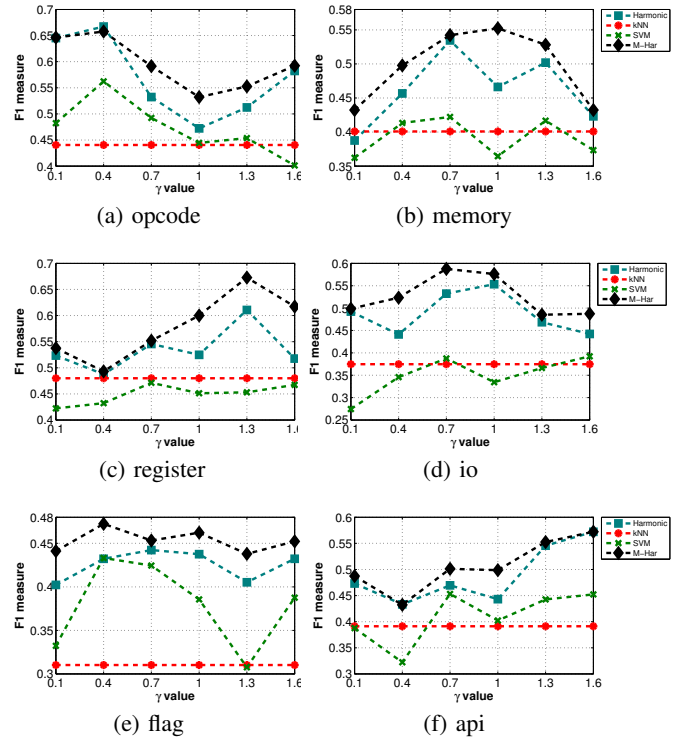 0.7
0.65
0.6
0.55
0.5
0.45
0.4
F1 measure
0.1 0.4 0.7 1 1.3 1.6
γ value
(a) opcode
0.55
0.5
0.45
0.4
0.35
F1 measure
0.1 0.4 0.7 1 1.3 1.6
γ value
(b) memory
Harmonic
kNN
SVM
M-Har
0.7
0.65
0.6
0.55
0.5
0.45
0.4
F1 measure
0.1 0.4 0.7 1 1.3 1.6
γ value
(c) register
0.6
0.55
0.5
0.45
0.4
0.35
0.3
0.25
F1 measure
0.1 0.4 0.7 1 1.3 1.6
γ value
(d) io
Harmonic
kNN
SVM
M-Har
0.48
0.45
0.4
0.35
0.3
F1 measure
0.1 0.4 0.7 1 1.3 1.6
γ value
(e) flag
0.6
0.55
0.5
0.45
0.4
0.35
0.3
F1 measure
0.1 0.4 0.7 1 1.3 1.6
γ value
(f) api
Harmonic
kNN
SVM
M-Har